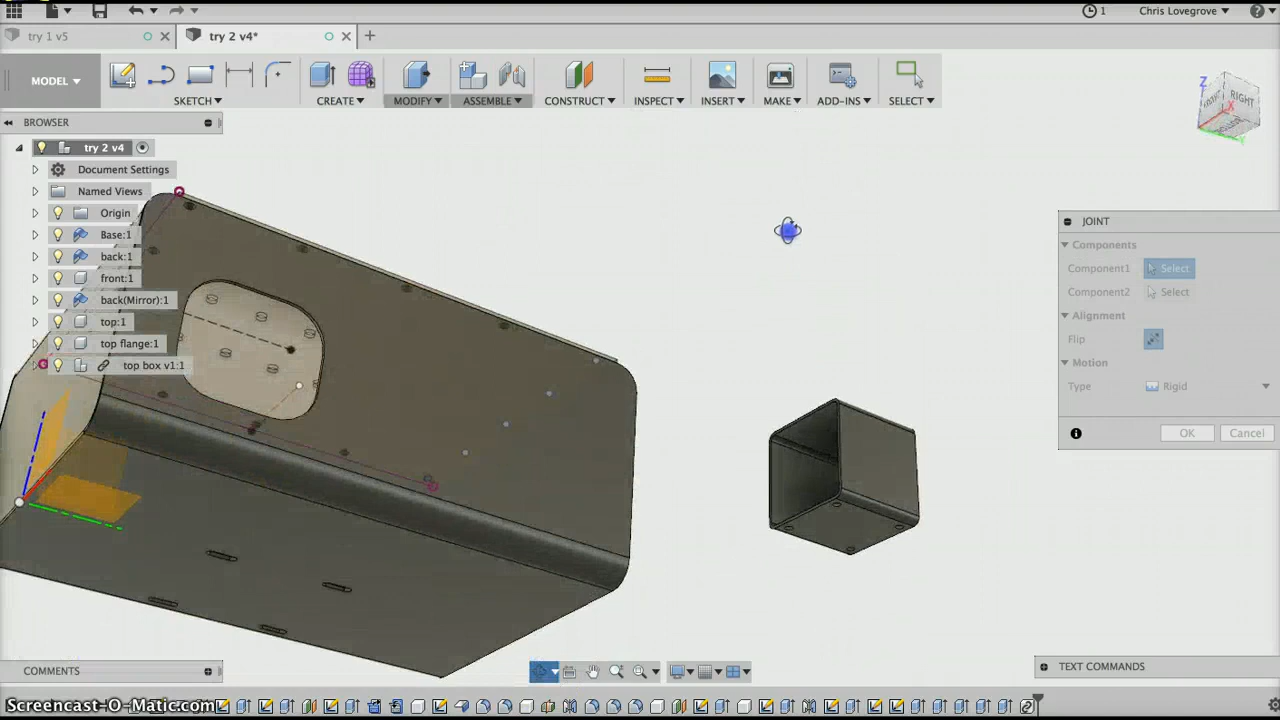 1 Chris Lovegrove
try 1 v5 try 2 v4*
MODEL
SKETCH CREATE MODIFY ASSEMBLE CONSTRUCT INSPECT INSERT MAKE ADD-INS SELECT
BROWSER
try 2 v4
Document Settings
Named Views
Origin
Base:1
back:1
front:1
back(Mirror):1
top:1
top flange:1
top box v1:1
Z RIGHT
X
Y
JOINT
Components
Component1 Select
Component2 Select
Alignment
Flip
Motion
Type Rigid
OK Cancel
COMMENTS
TEXT COMMANDS
Screencast-O-Matic.com